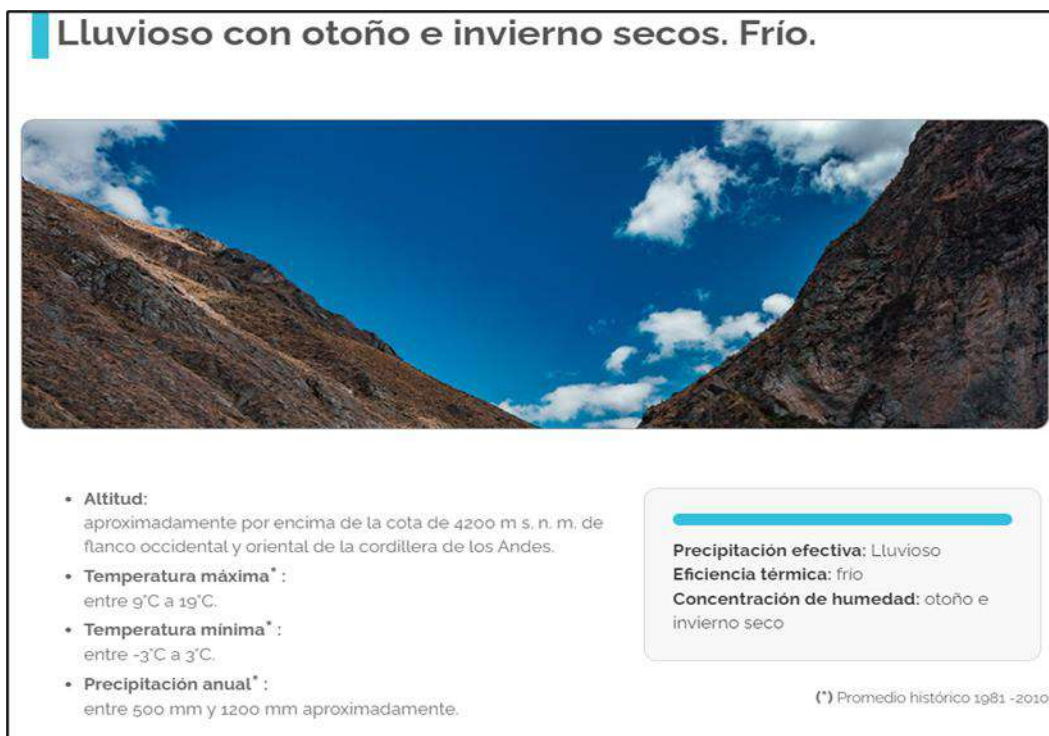 Lluvioso con otoño e invierno secos. Frío.
• Altitud:
aproximadamente por encima de la cota de 4200 m s. n. m. de
flanco occidental y oriental de la cordillera de los Andes.
• Temperatura máxima* :
entre 9°C a 19°C.
• Temperatura mínima* :
entre -3°C a 3°C.
• Precipitación anual* :
entre 500 mm y 1200 mm aproximadamente.
Precipitación efectiva: Lluvioso
Eficiencia térmica: frío
Concentración de humedad: otoño e
invierno seco
(*) Promedio histórico 1981 -2010